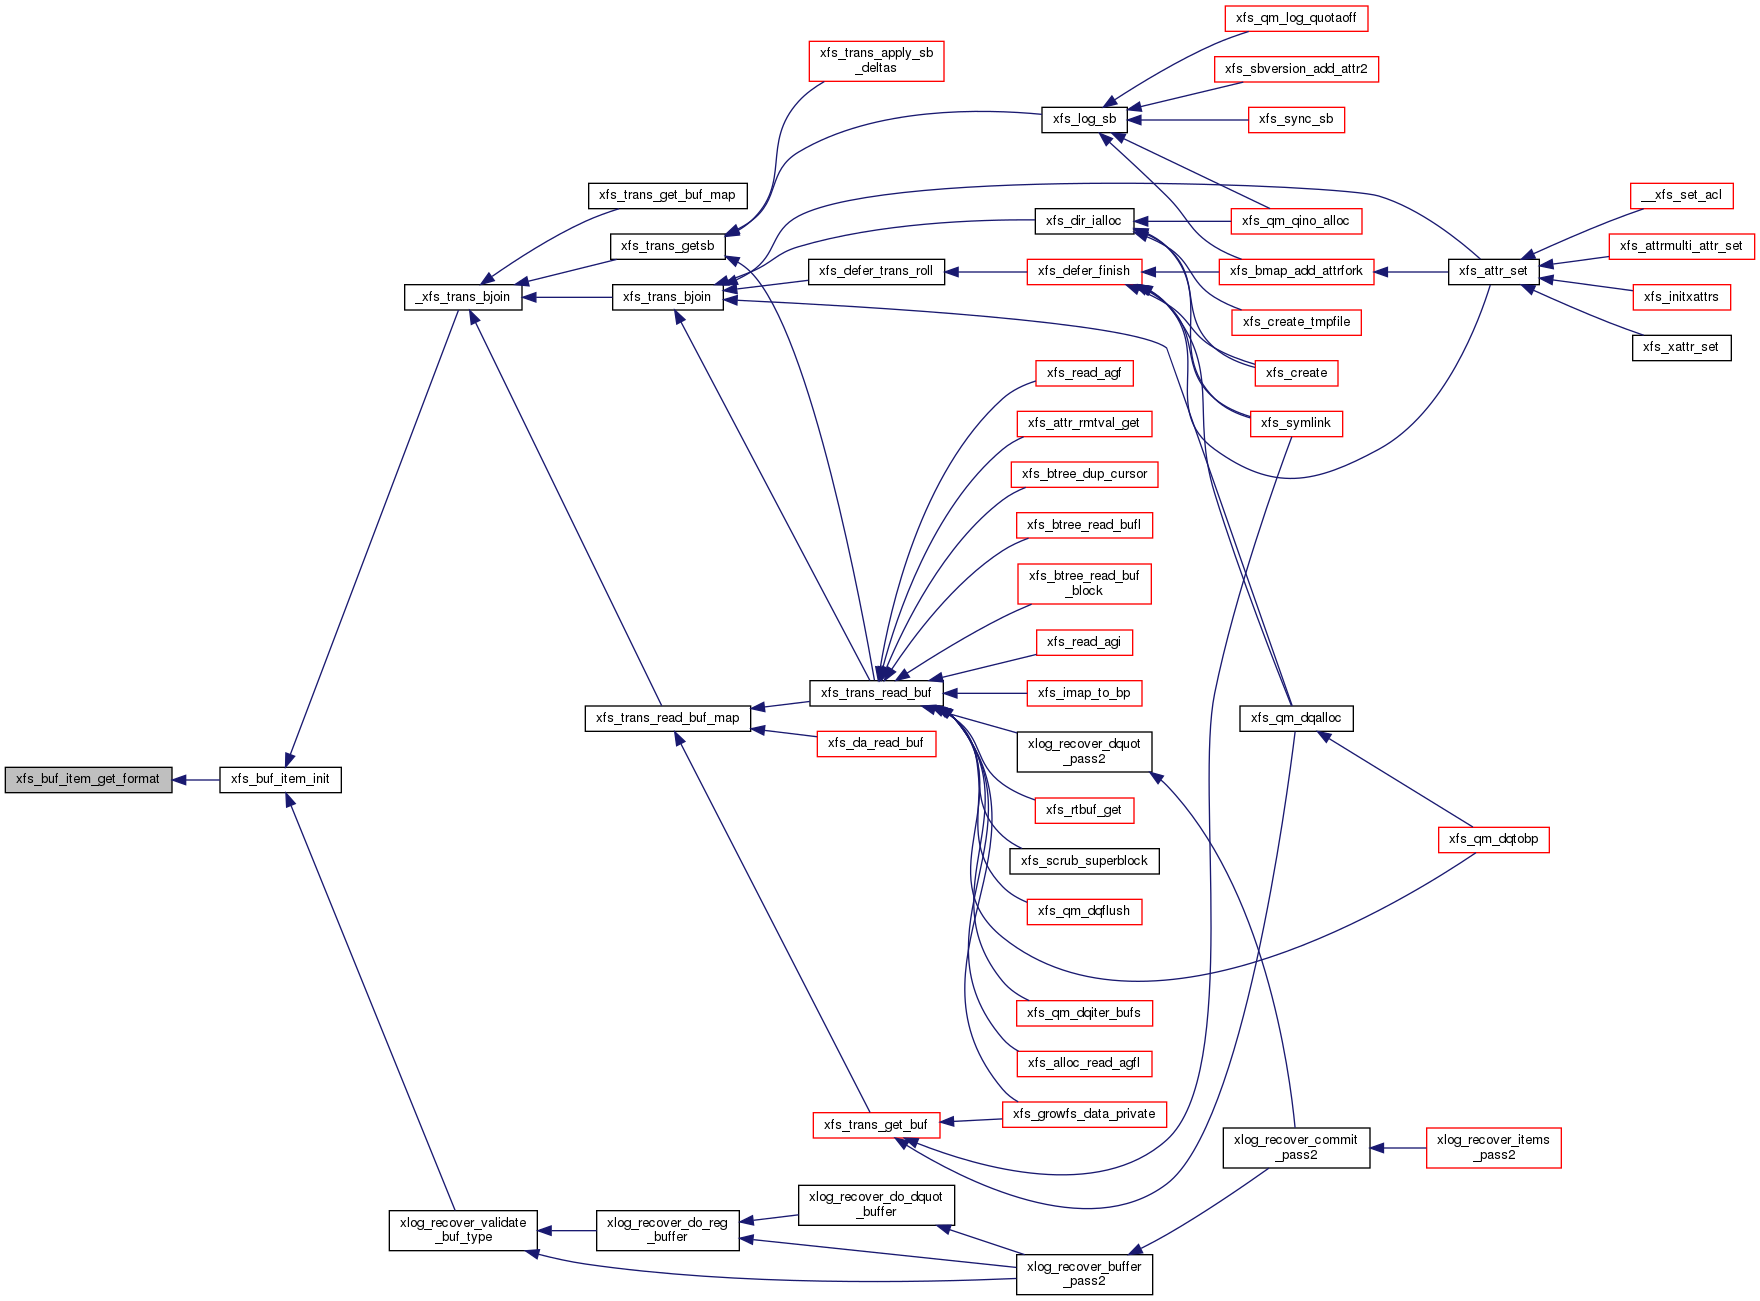 xfs_qm_log_quotaoff
xfs_trans_apply_sb
_deltas
xfs_sbversion_add_attr2
xfs_log_sb
xfs_sync_sb
xfs_trans_get_buf_map
__xfs_set_acl
xfs_dir_ialloc
xfs_qm_qino_alloc
xfs_trans_getsb
xfs_attrmulti_attr_set
xfs_defer_trans_roll
xfs_defer_finish
xfs_bmap_add_attrfork
xfs_attr_set
_xfs_trans_bjoin
xfs_trans_bjoin
xfs_initxattrs
xfs_create_tmpfile
xfs_xattr_set
xfs_read_agf
xfs_create
xfs_attr_rmtval_get
xfs_symlink
xfs_btree_dup_cursor
xfs_btree_read_bufl
xfs_btree_read_buf
_block
xfs_read_agi
xfs_trans_read_buf
xfs_imap_to_bp
xfs_trans_read_buf_map
xfs_qm_dqalloc
xfs_da_read_buf
xlog_recover_dquot
_pass2
xfs_buf_item_get_format
xfs_buf_item_init
xfs_rtbuf_get
xfs_qm_dqtobp
xfs_scrub_superblock
xfs_qm_dqflush
xfs_qm_dqiter_bufs
xfs_alloc_read_agfl
xfs_growfs_data_private
xfs_trans_get_buf
xlog_recover_commit
_pass2
xlog_recover_items
_pass2
xlog_recover_do_dquot
_buffer
xlog_recover_validate
_buf_type
xlog_recover_do_reg
_buffer
xlog_recover_buffer
_pass2